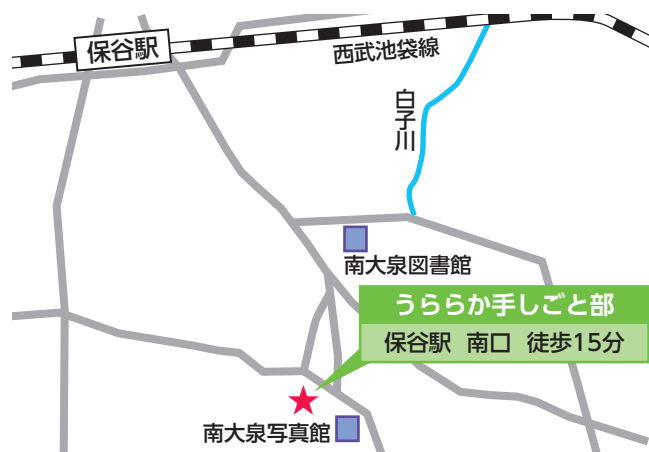 保谷駅
西武池袋線
白子川
南大泉図書館
うららか手しごと部
保谷駅 南口 徒歩15分
南大泉写真館